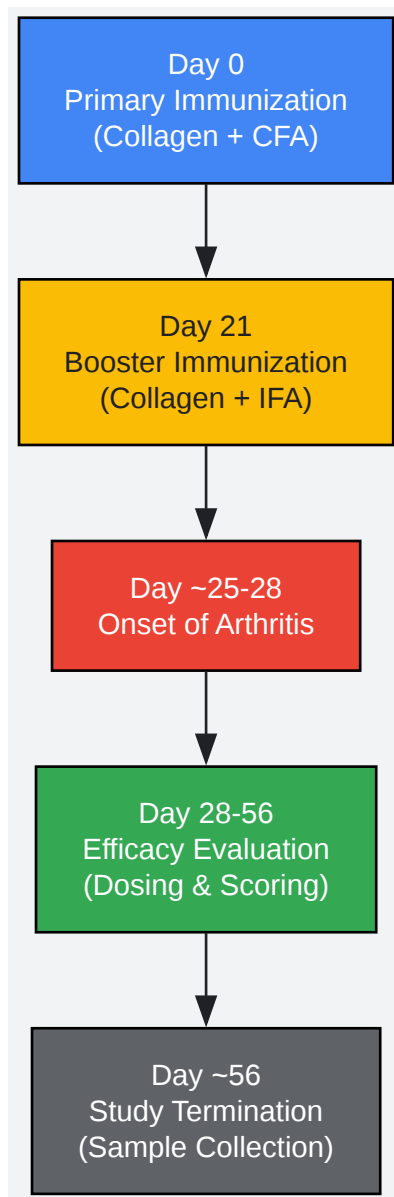 Day 0
Primary Immunization
(Collagen + CFA)
Day 21
Booster Immunization
(Collagen + IFA)
Day ~25-28
Onset of Arthritis
Day 28-56
Efficacy Evaluation
(Dosing & Scoring)
Day ~56
Study Termination
(Sample Collection)